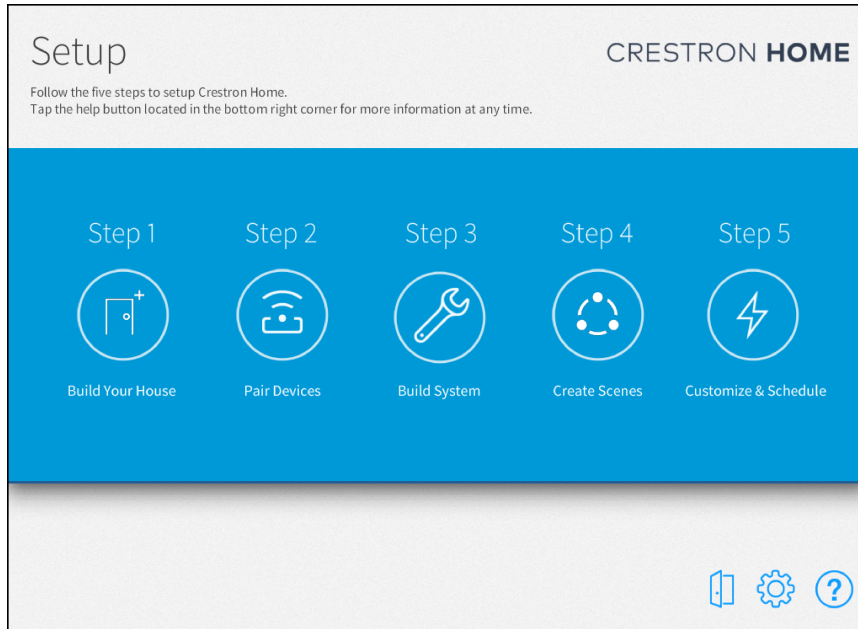 Setup
CRESTRON HOME
Follow the five steps to setup Crestron Home.
Tap the help button located in the bottom right corner for more information at any time.
Step 1
Step 2
Step 3
Step 4
Step 5
Build Your House
Pair Devices
Build System
Create Scenes
Customize & Schedule
?